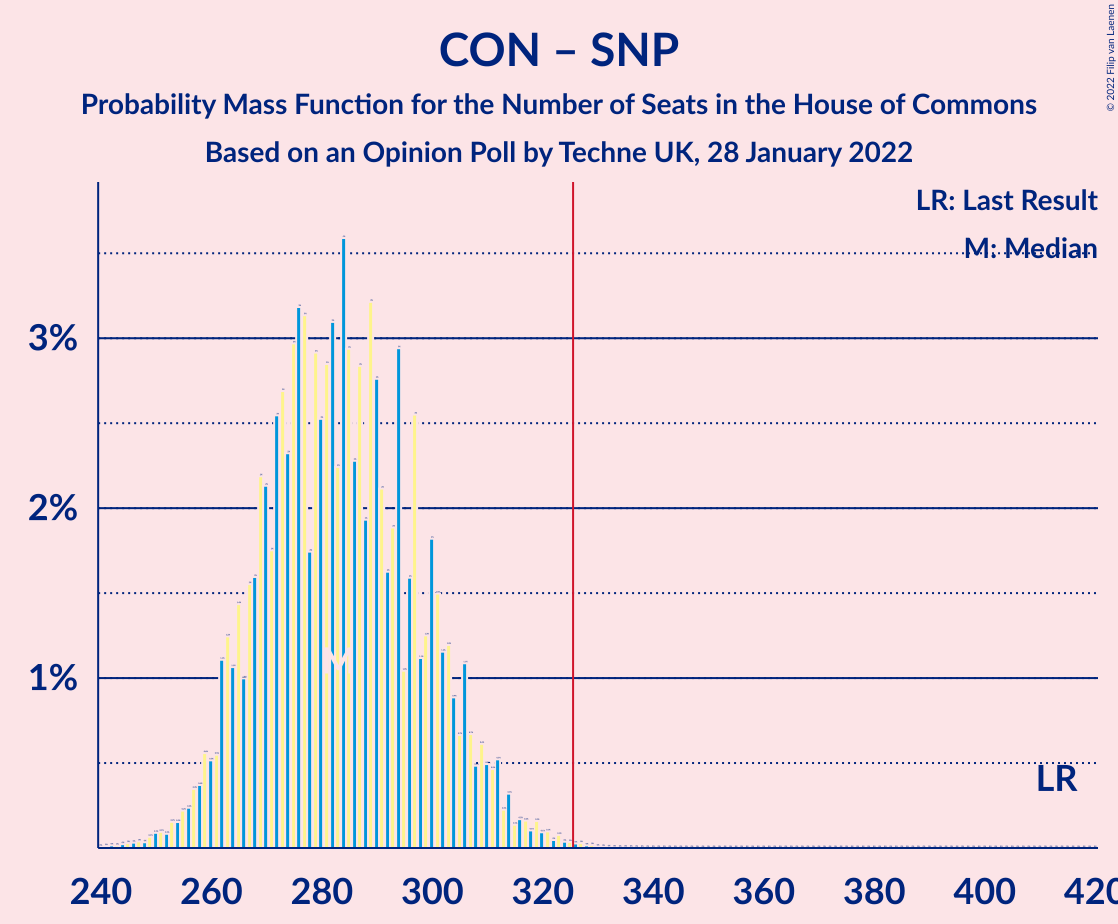 CON – SNP
Probability Mass Function for the Number of Seats in the House of Commons
Based on an Opinion Poll by Techne UK, 28 January 2022
© 2022 Filip van Laenen
LR: Last Result
M: Median
3%
2%
1%
LR
240 260 280 300 320 340 360 380 400 420